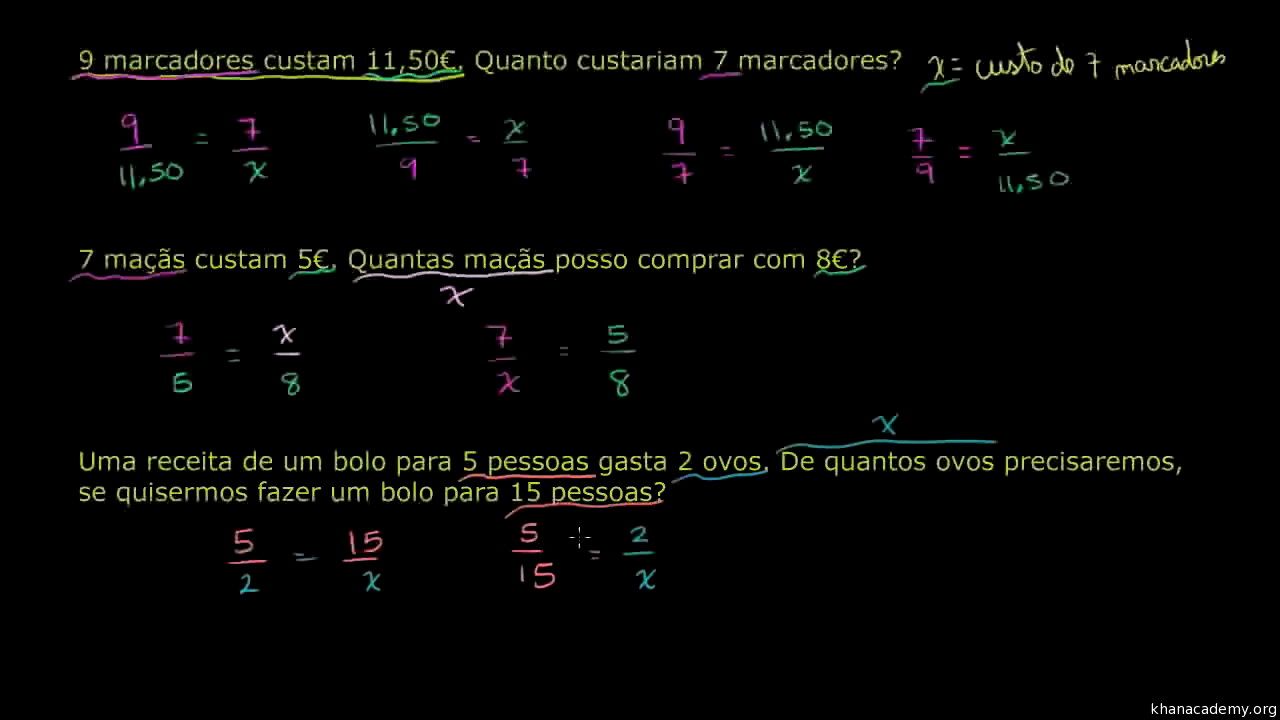 9 marcadores custam 11,50€. Quanto custariam 7 marcadores? x = custo de 7 marcadores
9/11,50 = 7/x 11,50/9 = x/7 9/7 = 11,50/x 7/9 = x/11,50
7 maçãs custam 5€. Quantas maçãs posso comprar com 8€?
x
7/5 = x/8 7/x = 5/8
x
Uma receita de um bolo para 5 pessoas gasta 2 ovos. De quantos ovos precisaremos,
se quisermos fazer um bolo para 15 pessoas?
5/2 = 15/x 5/15 = 2/x
khanacademy.org